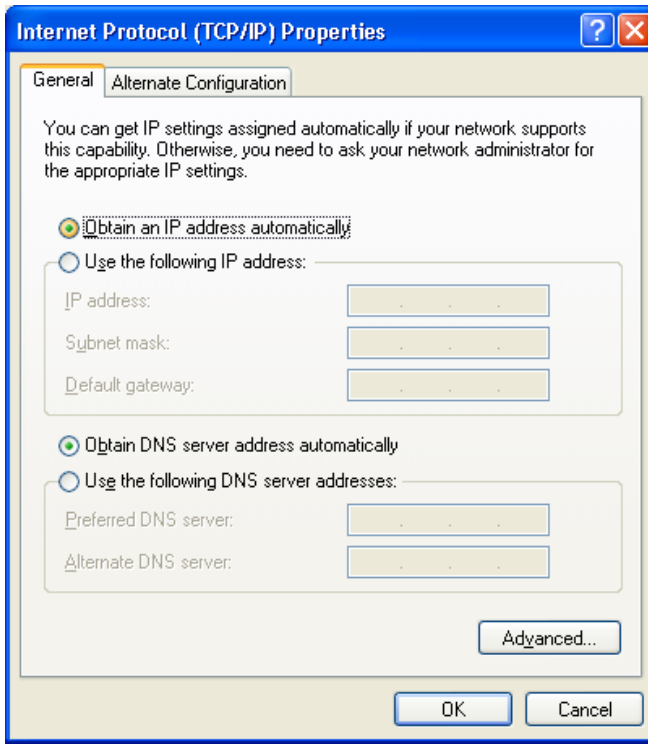 Internet Protocol (TCP/IP) Properties
General Alternate Configuration
You can get IP settings assigned automatically if your network supports
this capability. Otherwise, you need to ask your network administrator for
the appropriate IP settings.
Obtain an IP address automatically
Use the following IP address:
IP address:
Subnet mask:
Default gateway:
Obtain DNS server address automatically
Use the following DNS server addresses:
Preferred DNS server:
Alternate DNS server:
Advanced...
OK Cancel